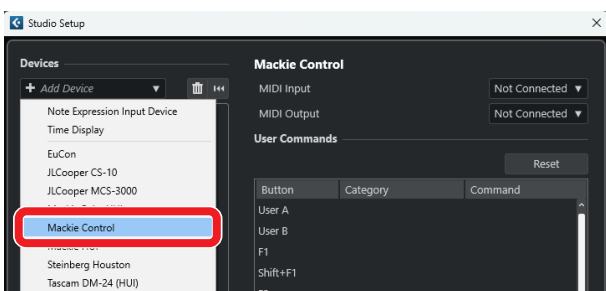 Studio Setup
Devices
Add Device
Note Expression Input Device
Time Display
EuCon
JLCooper CS-10
JLCooper MCS-3000
Mackie Control
Steinberg Houston
Tascam DM-24 (HUI)
Mackie Control
MIDI Input Not Connected
MIDI Output Not Connected
User Commands
Reset
Button Category Command
User A
User B
F1
Shift+F1